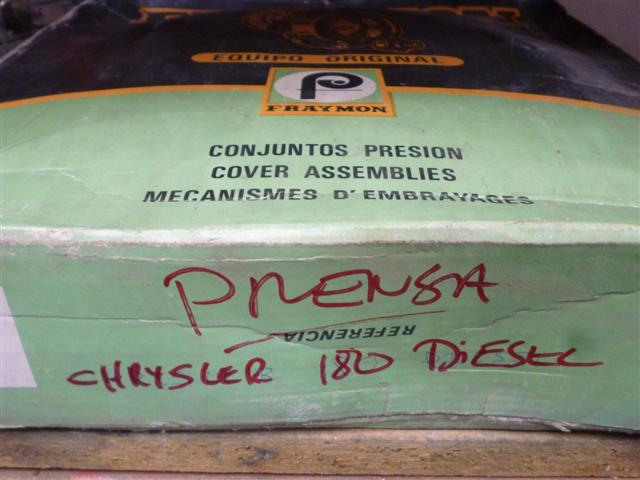 EQUIPO ORIGINAL
FRAYMON
CONJUNTOS PRESION
COVER ASSEMBLIES
MECANISMES D'EMBRAYAGES
PRENSA
REFERENCIA
CHRYSLER 180 DiESEL